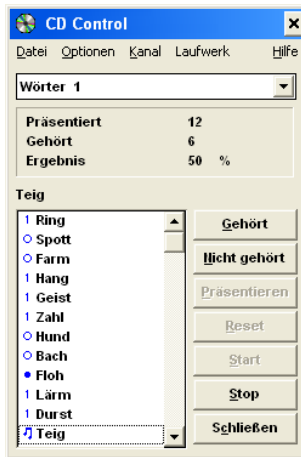 CD Control
Datei Optionen Kanal Laufwerk Hilfe
Wörter 1
Präsentiert 12
Gehört 6
Ergebnis 50 %
Teig
1 Ring
Spott
Farm
1 Hang
1 Geist
1 Zahl
Hund
Bach
Floh
1 Lärm
1 Durst
Teig
Gehört
Nicht gehört
Präsentieren
Reset
Start
Stop
Schließen